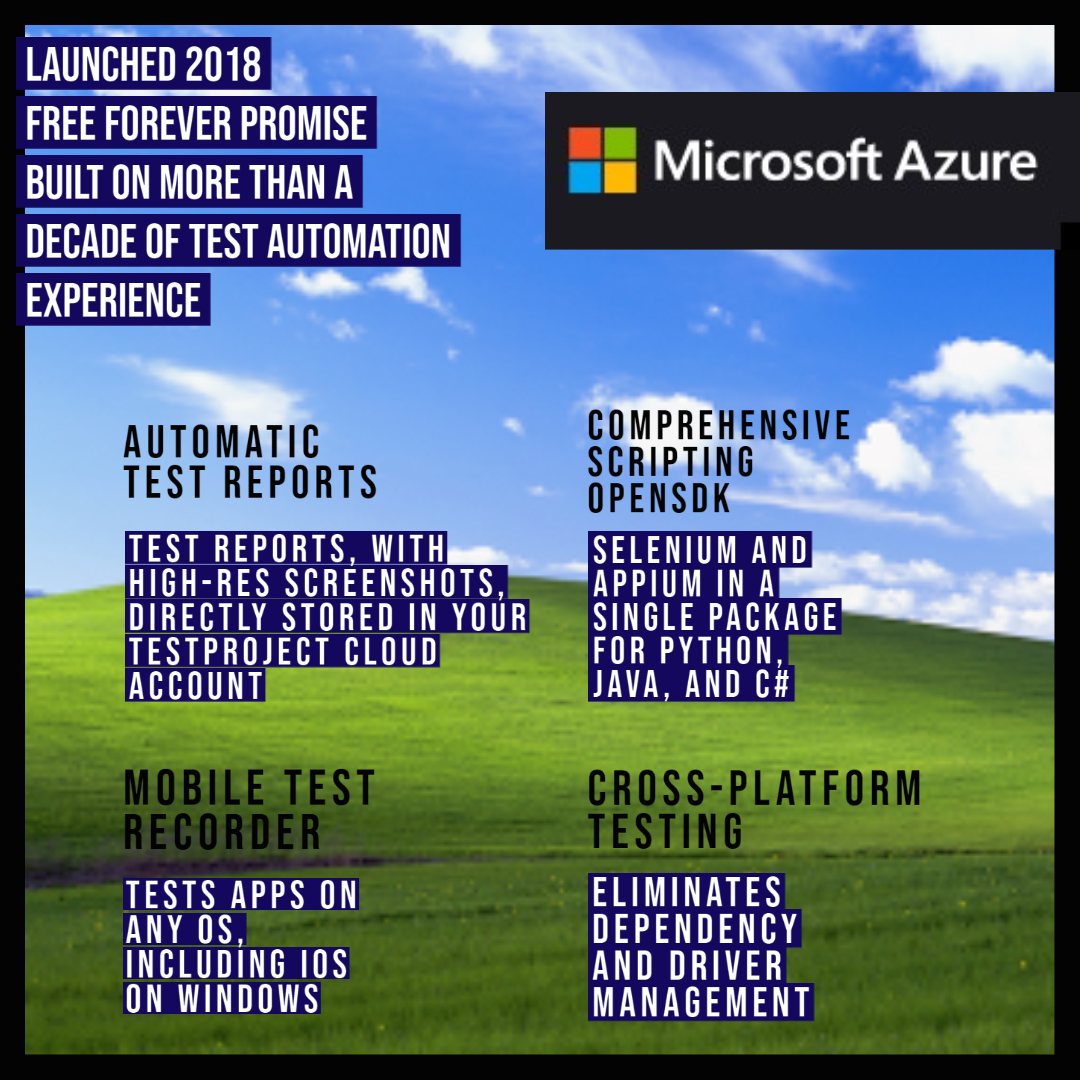 LAUNCHED 2018
FREE FOREVER PROMISE
BUILT ON MORE THAN A
DECADE OF TEST AUTOMATION
EXPERIENCE
Microsoft Azure
AUTOMATIC
TEST REPORTS
TEST REPORTS, WITH
HIGH-RES SCREENSHOTS,
DIRECTLY STORED IN YOUR
TESTPROJECT CLOUD
ACCOUNT
COMPREHENSIVE
SCRIPTING
OPENSDK
SELENIUM AND
APPIUM IN A
SINGLE PACKAGE
FOR PYTHON,
JAVA, AND C#
MOBILE TEST
RECORDER
TESTS APPS ON
ANY OS,
INCLUDING IOS
ON WINDOWS
CROSS-PLATFORM
TESTING
ELIMINATES
DEPENDENCY
AND DRIVER
MANAGEMENT